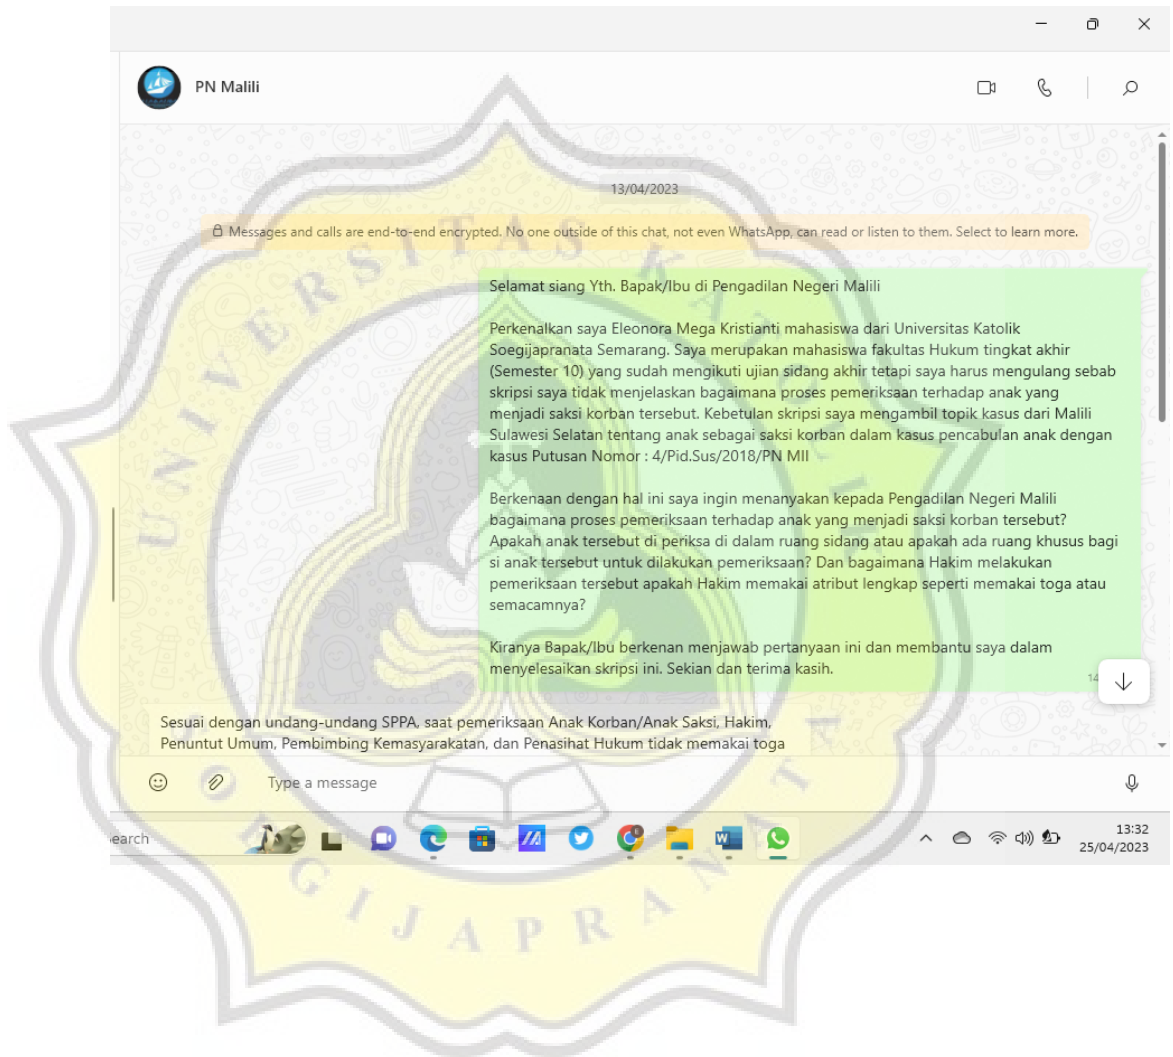 PN Malili
13/04/2023
Messages and calls are end-to-end encrypted. No one outside of this chat, not even WhatsApp, can read or listen to them. Select to learn more.
Selamat siang Yth. Bapak/Ibu di Pengadilan Negeri Malili
Perkenalkan saya Eleonora Mega Kristianti mahasiswa dari Universitas Katolik
Soegijapranata Semarang. Saya merupakan mahasiswa fakultas Hukum tingkat akhir
(Semester 10) yang sudah mengikuti ujian sidang akhir tetapi saya harus mengulang sebab
skripsi saya tidak menjelaskan bagaimana proses pemeriksaan terhadap anak yang
menjadi saksi korban tersebut. Kebetulan skripsi saya mengambil topik kasus dari Malili
Sulawesi Selatan tentang anak sebagai saksi korban dalam kasus pencabulan anak dengan
kasus Putusan Nomor : 4/Pid.Sus/2018/PN MII
Berkenaan dengan hal ini saya ingin menanyakan kepada Pengadilan Negeri Malili
bagaimana proses pemeriksaan terhadap anak yang menjadi saksi korban tersebut?
Apakah anak tersebut di periksa di dalam ruang sidang atau apakah ada ruang khusus bagi
si anak tersebut untuk dilakukan pemeriksaan? Dan bagaimana Hakim melakukan
pemeriksaan tersebut apakah Hakim memakai atribut lengkap seperti memakai toga atau
semacamnya?
Kiranya Bapak/Ibu berkenan menjawab pertanyaan ini dan membantu saya dalam
menyelesaikan skripsi ini. Sekian dan terima kasih.
14
Sesuai dengan undang-undang SPPA, saat pemeriksaan Anak Korban/Anak Saksi, Hakim,
Penuntut Umum, Pembimbing Kemasyarakatan, dan Penasihat Hukum tidak memakai toga
Type a message
earch
13:32
25/04/2023
UNIVERSITAS KATOLIK
SOEGIJAPRANATA